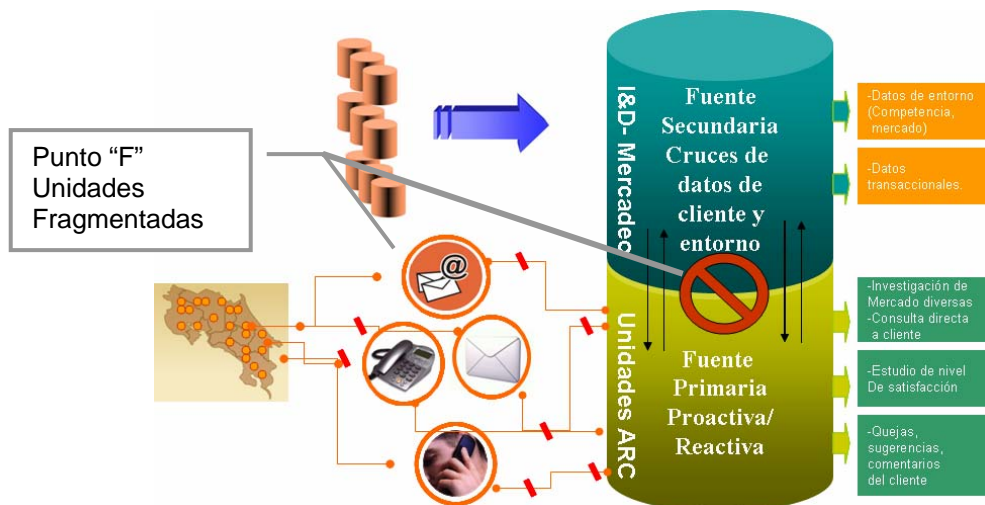 Punto “F”
Unidades
Fragmentadas
@
I&D- Mercadeo
Fuente
Secundaria
Cruces de
datos de
cliente y
entorno
Unidades ARC
Fuente
Primaria
Proactiva/
Reactiva
-Datos de entorno
(Competencia,
mercado)
-Datos
transaccionales.
-Investigación de
Mercado diversas
-Consulta directa
a cliente
-Estudio de nivel
De satisfacción
-Quejas,
sugerencias,
comentarios
del cliente